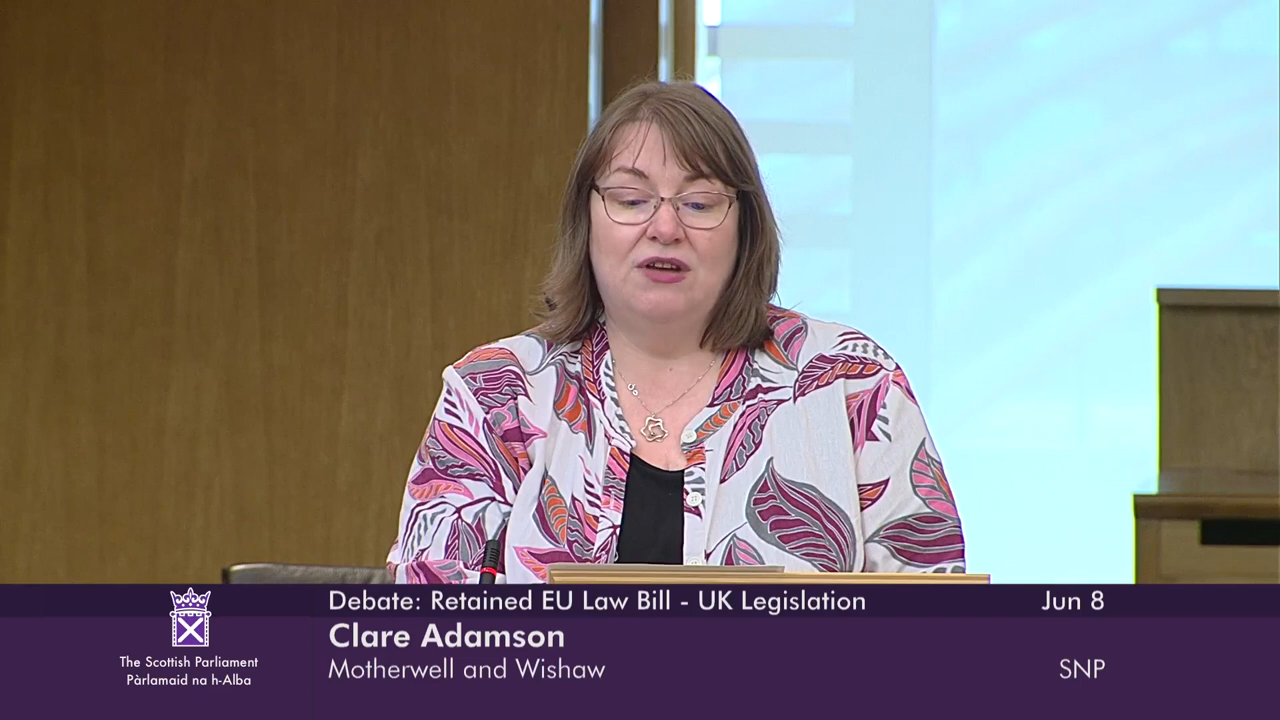 Debate: Retained EU Law Bill - UK Legislation Jun 8
Clare Adamson
Motherwell and Wishaw SNP
The Scottish Parliament
Pàrlamaid na h-Alba